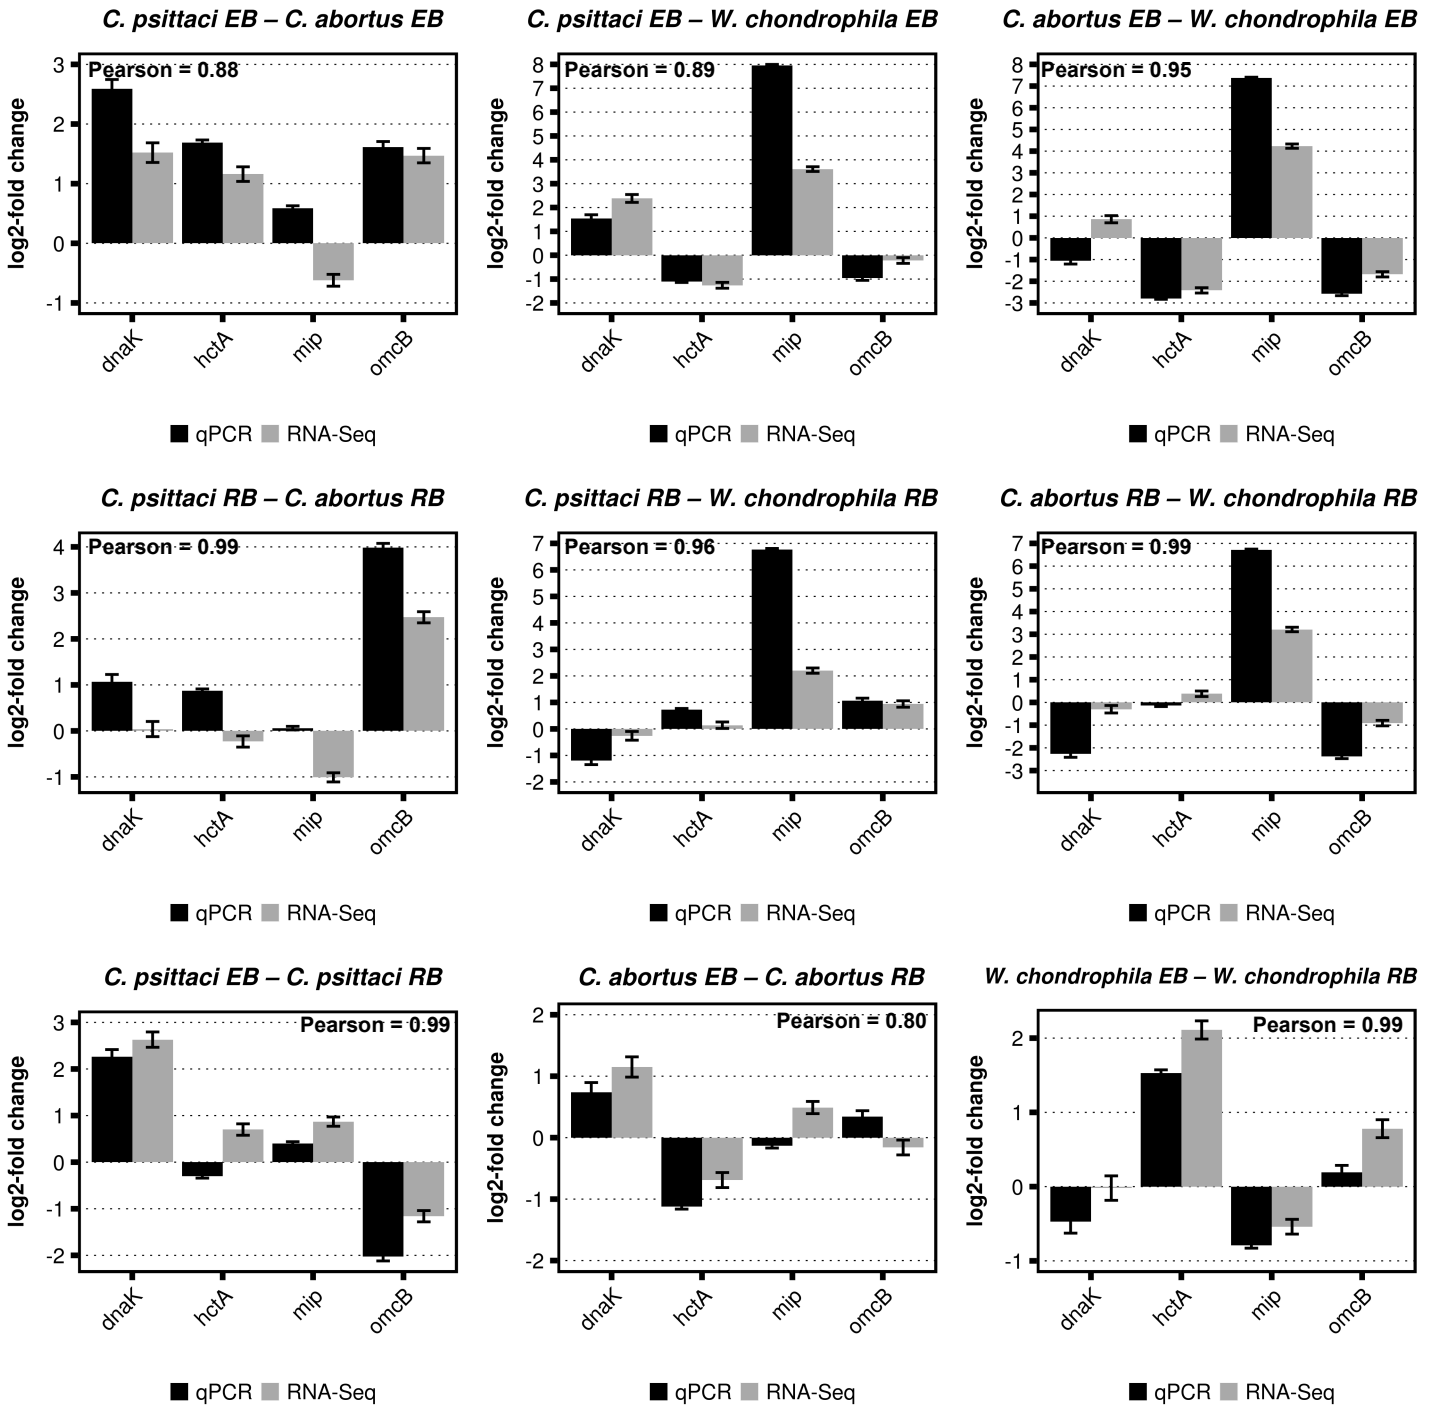 C. psittaci EB – C. abortus EB
Pearson = 0.88
log2-fold change
3
2
1
0
-1
dnaK
hctA
mip
omcB
qPCR RNA-Seq
C. psittaci EB – W. chondrophila EB
Pearson = 0.89
log2-fold change
8
7
6
5
4
3
2
1
0
-1
-2
dnaK
hctA
mip
omcB
qPCR RNA-Seq
C. abortus EB – W. chondrophila EB
Pearson = 0.95
log2-fold change
8
7
6
5
4
3
2
1
0
-1
-2
-3
dnaK
hctA
mip
omcB
qPCR RNA-Seq
C. psittaci RB – C. abortus RB
Pearson = 0.99
log2-fold change
4
3
2
1
0
-1
dnaK
hctA
mip
omcB
qPCR RNA-Seq
C. psittaci RB – W. chondrophila RB
Pearson = 0.96
log2-fold change
7
6
5
4
3
2
1
0
-1
-2
dnaK
hctA
mip
omcB
qPCR RNA-Seq
C. abortus RB – W. chondrophila RB
Pearson = 0.99
log2-fold change
7
6
5
4
3
2
1
0
-1
-2
-3
dnaK
hctA
mip
omcB
qPCR RNA-Seq
C. psittaci EB – C. psittaci RB
Pearson = 0.99
log2-fold change
3
2
1
0
-1
-2
dnaK
hctA
mip
omcB
qPCR RNA-Seq
C. abortus EB – C. abortus RB
Pearson = 0.80
log2-fold change
2
1
0
-1
-2
dnaK
hctA
mip
omcB
qPCR RNA-Seq
W. chondrophila EB – W. chondrophila RB
Pearson = 0.99
log2-fold change
2
1
0
-1
dnaK
hctA
mip
omcB
qPCR RNA-Seq